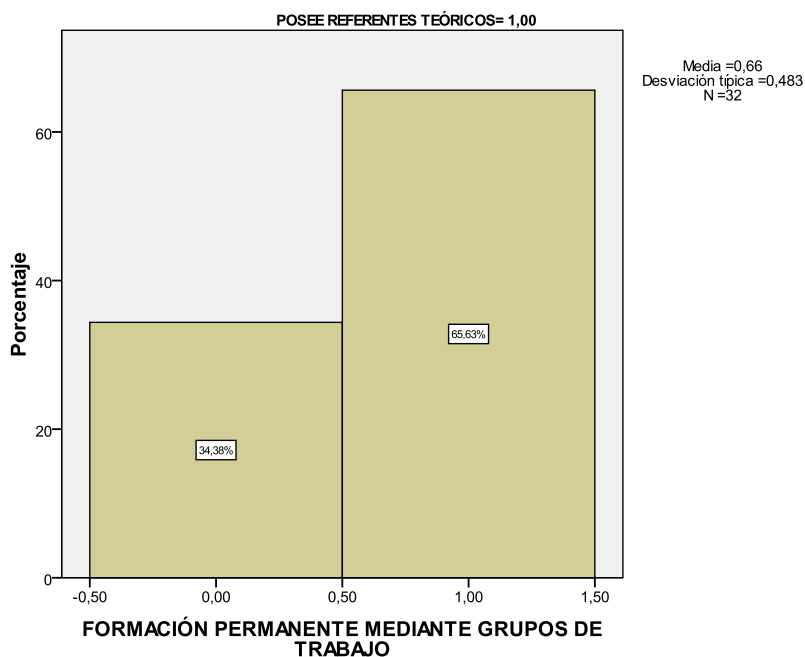 POSEE REFERENTES TEÓRICOS= 1,00
Media =0,66
Desviación típica =0,483
N =32
Porcentaje
60
40
20
0
65,63%
34,38%
-0,50 0,00 0,50 1,00 1,50
FORMACIÓN PERMANENTE MEDIANTE GRUPOS DE
TRABAJO